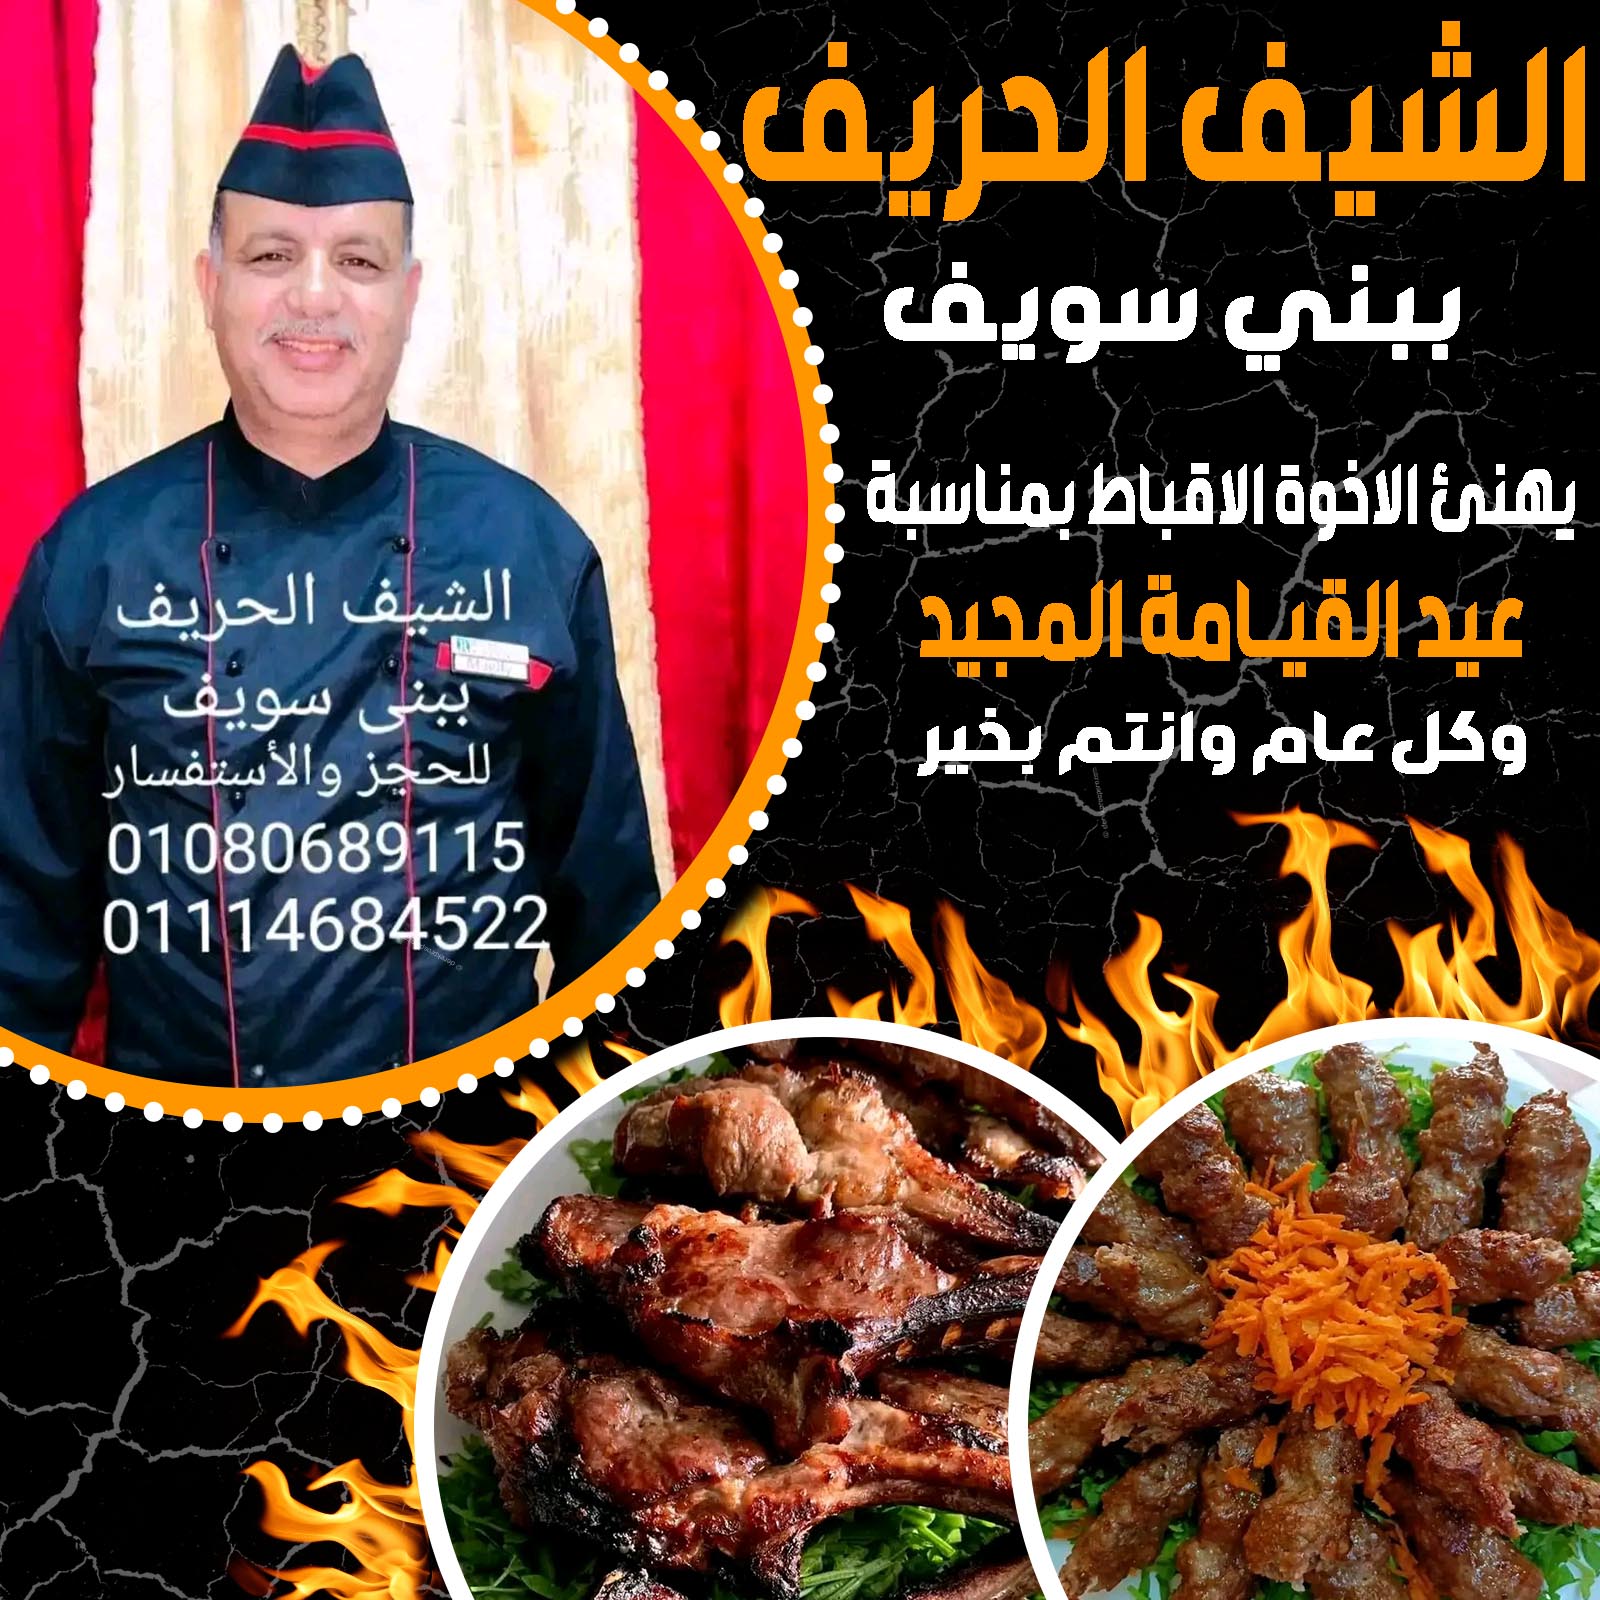 الشيف الحريف
ببني سويف
يهنئ الاخوة الاقباط بمناسبة
عيد القيامة المجيد
وكل عام وانتم بخير
الشيف الحريف
ببنى سويف
للحجز والأستفسار
01080689115
01114684522